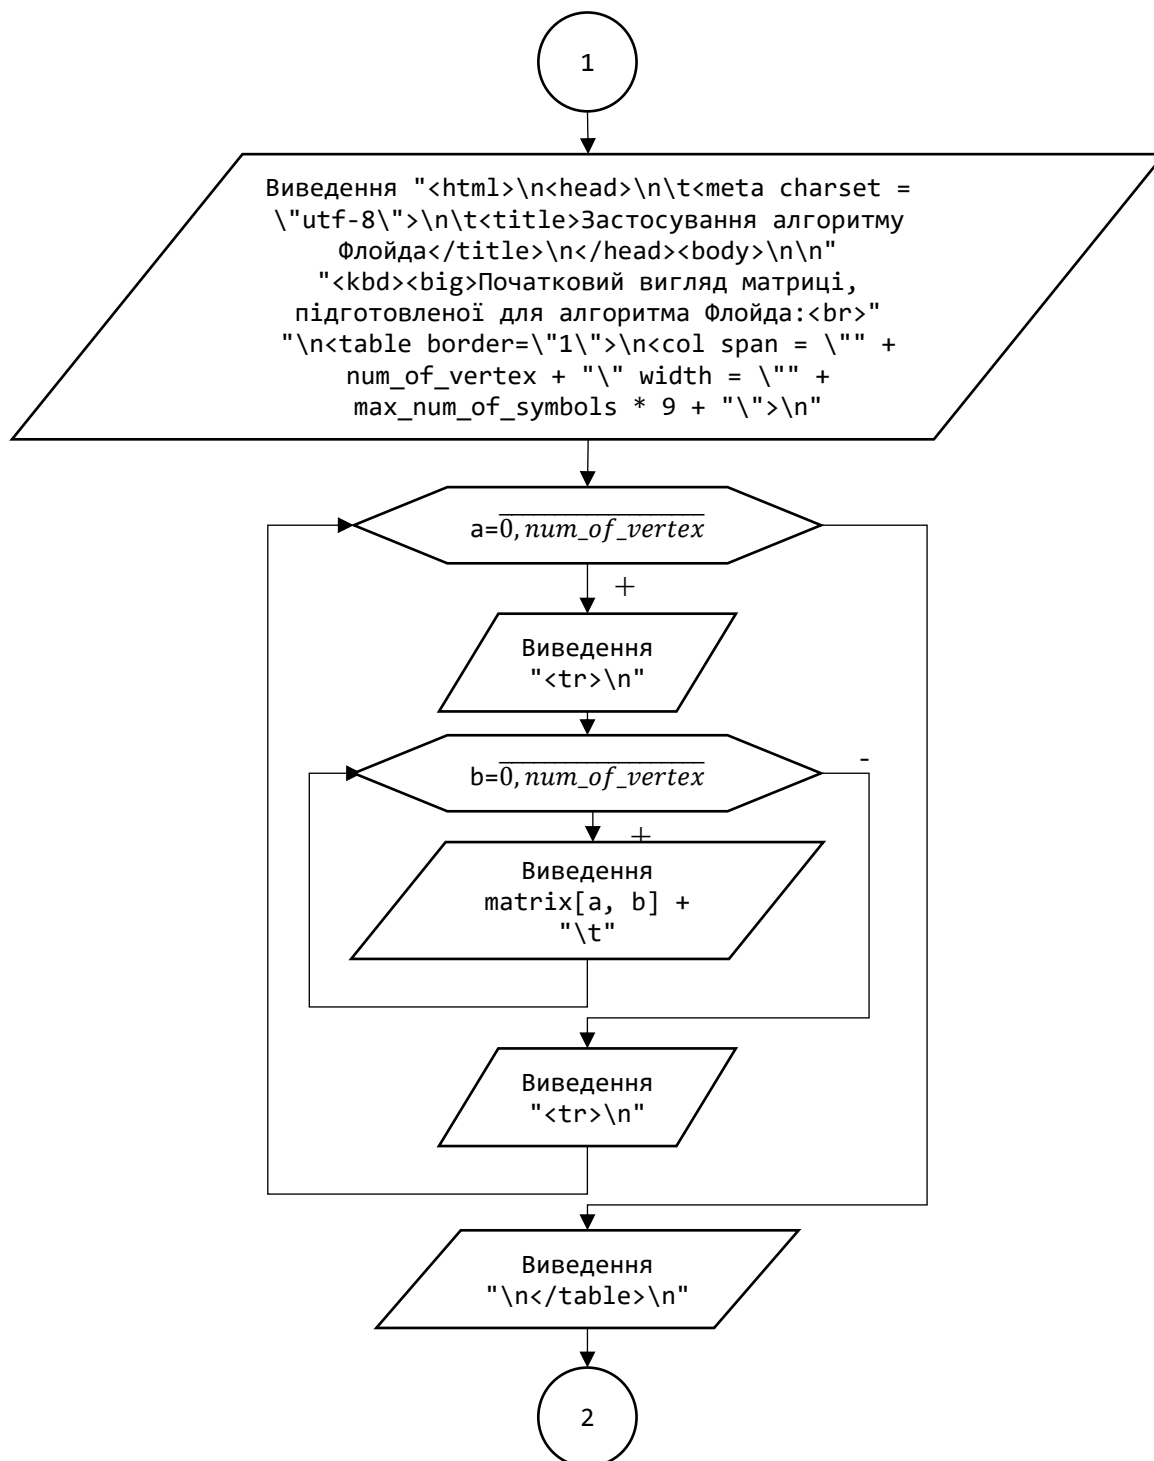 1
Виведення "<html>\n<head>\n\t<meta charset =
\"utf-8\">\n\t<title>Застосування алгоритму
Флойда</title>\n</head><body>\n\n"
"<kbd><big>Початковий вигляд матриці,
підготовленої для алгоритма Флойда:<br>"
"\n<table border=\"1\">\n<col span = \"" +
num_of_vertex + "\" width = \"" +
max_num_of_symbols * 9 + "\">\n"
a=0, num_of_vertex
+
Виведення
"<tr>\n"
b=0, num_of_vertex
-
+
Виведення
matrix[a, b] +
"\t"
Виведення
"<tr>\n"
Виведення
"\n</table>\n"
2